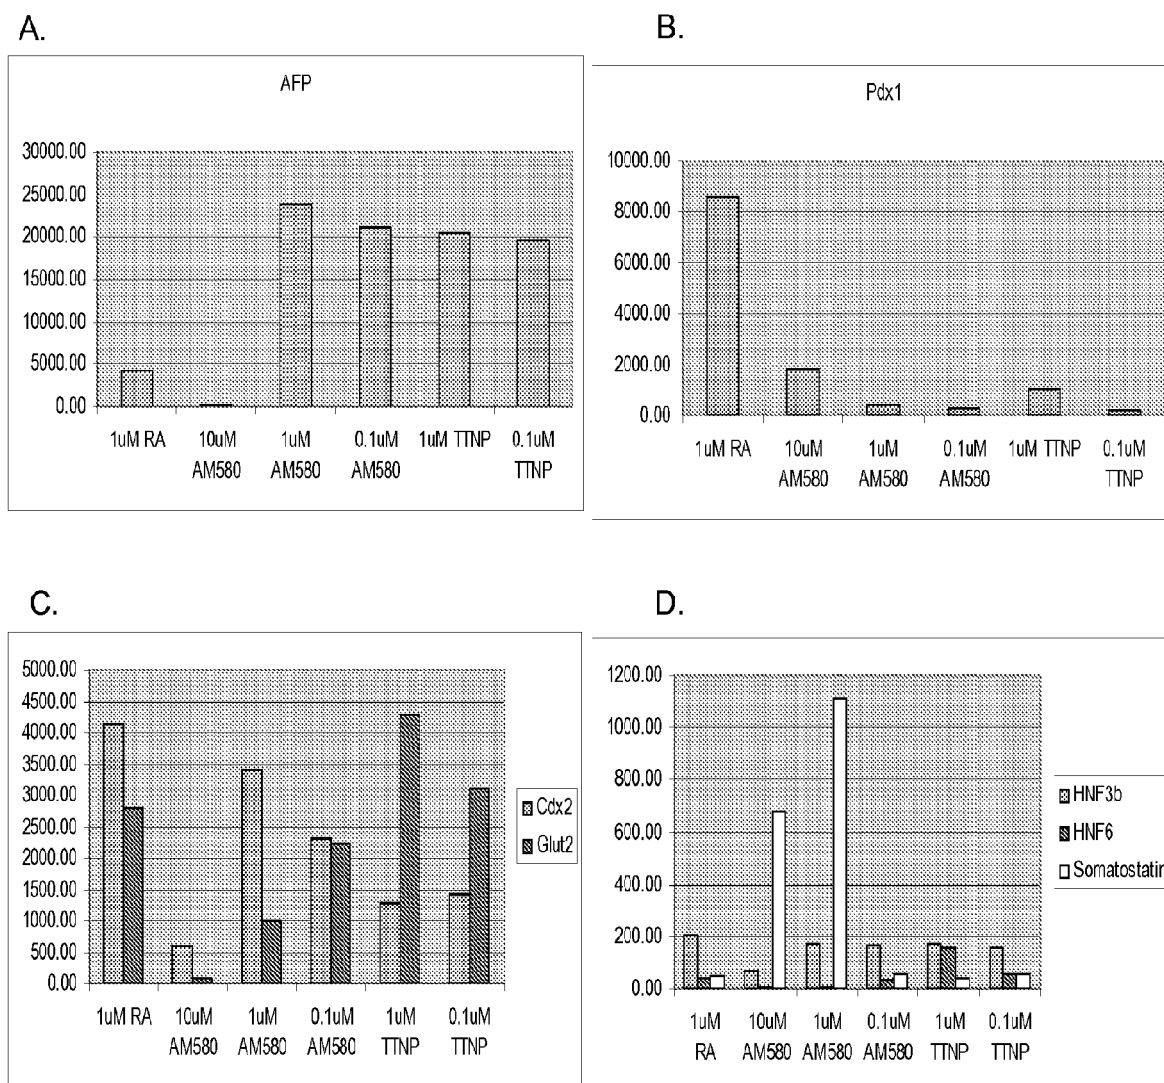 A.
AFP
30000.00
25000.00
20000.00
15000.00
10000.00
5000.00
0.00
1uM RA
10uM AM580
1uM AM580
0.1uM AM580
1uM TTNP
0.1uM TTNP
B.
Pdx1
10000.00
8000.00
6000.00
4000.00
2000.00
0.00
1uM RA
10uM AM580
1uM AM580
0.1uM AM580
1uM TTNP
0.1uM TTNP
C.
5000.00
4500.00
4000.00
3500.00
3000.00
2500.00
2000.00
1500.00
1000.00
500.00
0.00
1uM RA
10uM AM580
1uM AM580
0.1uM AM580
1uM TTNP
0.1uM TTNP
Cdx2
Glut2
D.
1200.00
1000.00
800.00
600.00
400.00
200.00
0.00
1uM RA
10uM AM580
1uM AM580
0.1uM AM580
1uM TTNP
0.1uM TTNP
HNF3b
HNF6
Somatostatin